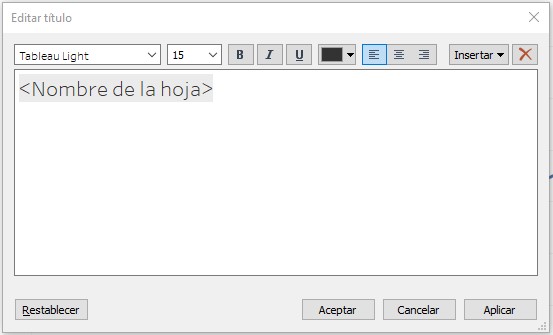 Editar título
Tableau Light 15 B I U Insertar
<Nombre de la hoja>
Restablecer Aceptar Cancelar Aplicar